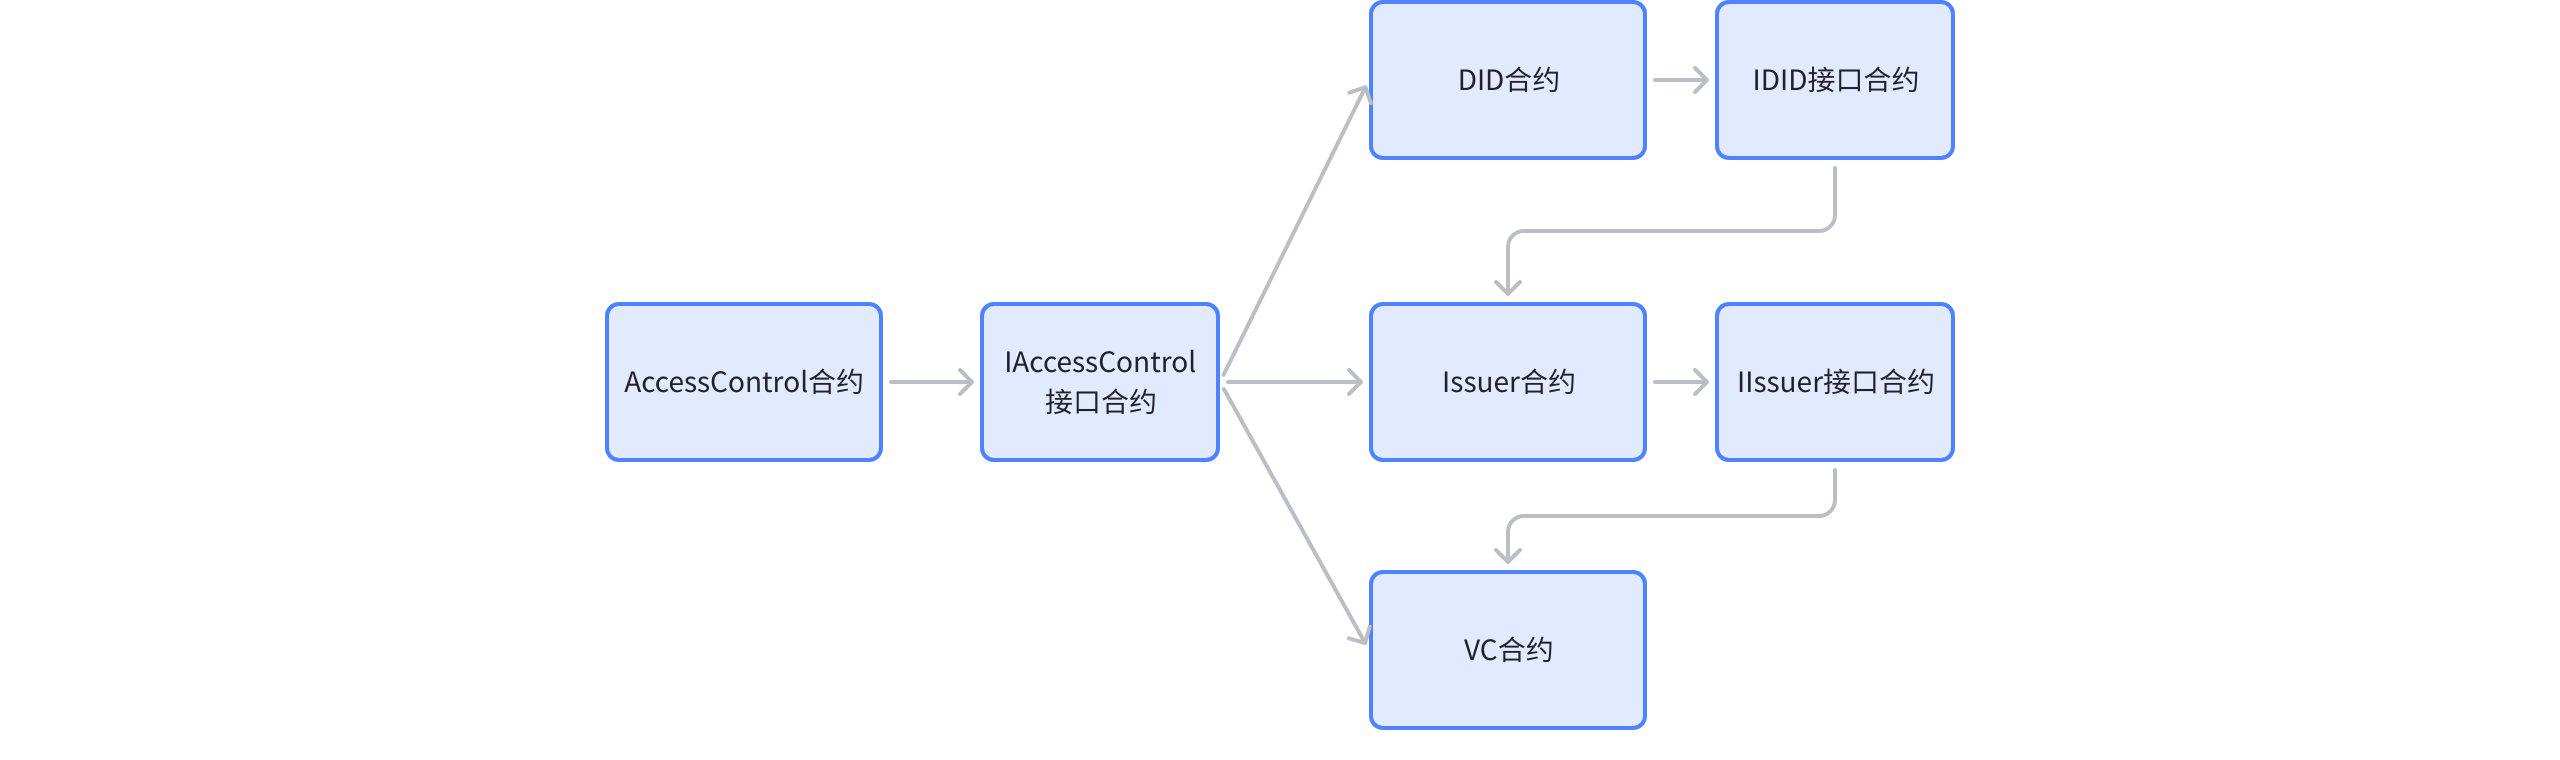 DID合约
IDID接口合约
AccessControl合约
IAccessControl
接口合约
Issuer合约
IIssuer接口合约
VC合约